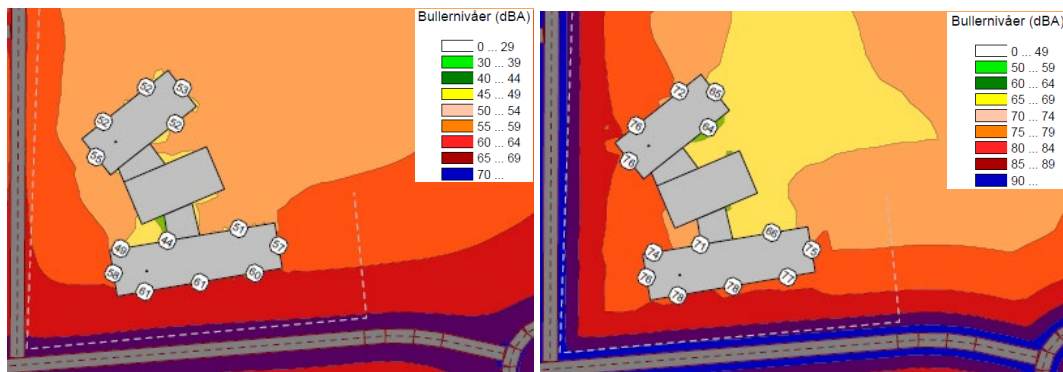 Bullernivåer (dBA)
0 ... 29
30 ... 39
40 ... 44
45 ... 49
50 ... 54
55 ... 59
60 ... 64
65 ... 69
70 ...
52
53
52
52
55
51
49
44
57
58
60
61
61
Bullernivåer (dBA)
0 ... 49
50 ... 59
60 ... 64
65 ... 69
70 ... 74
75 ... 79
80 ... 84
85 ... 89
90 ...
72
65
76
64
76
66
71
74
75
76
77
78
78